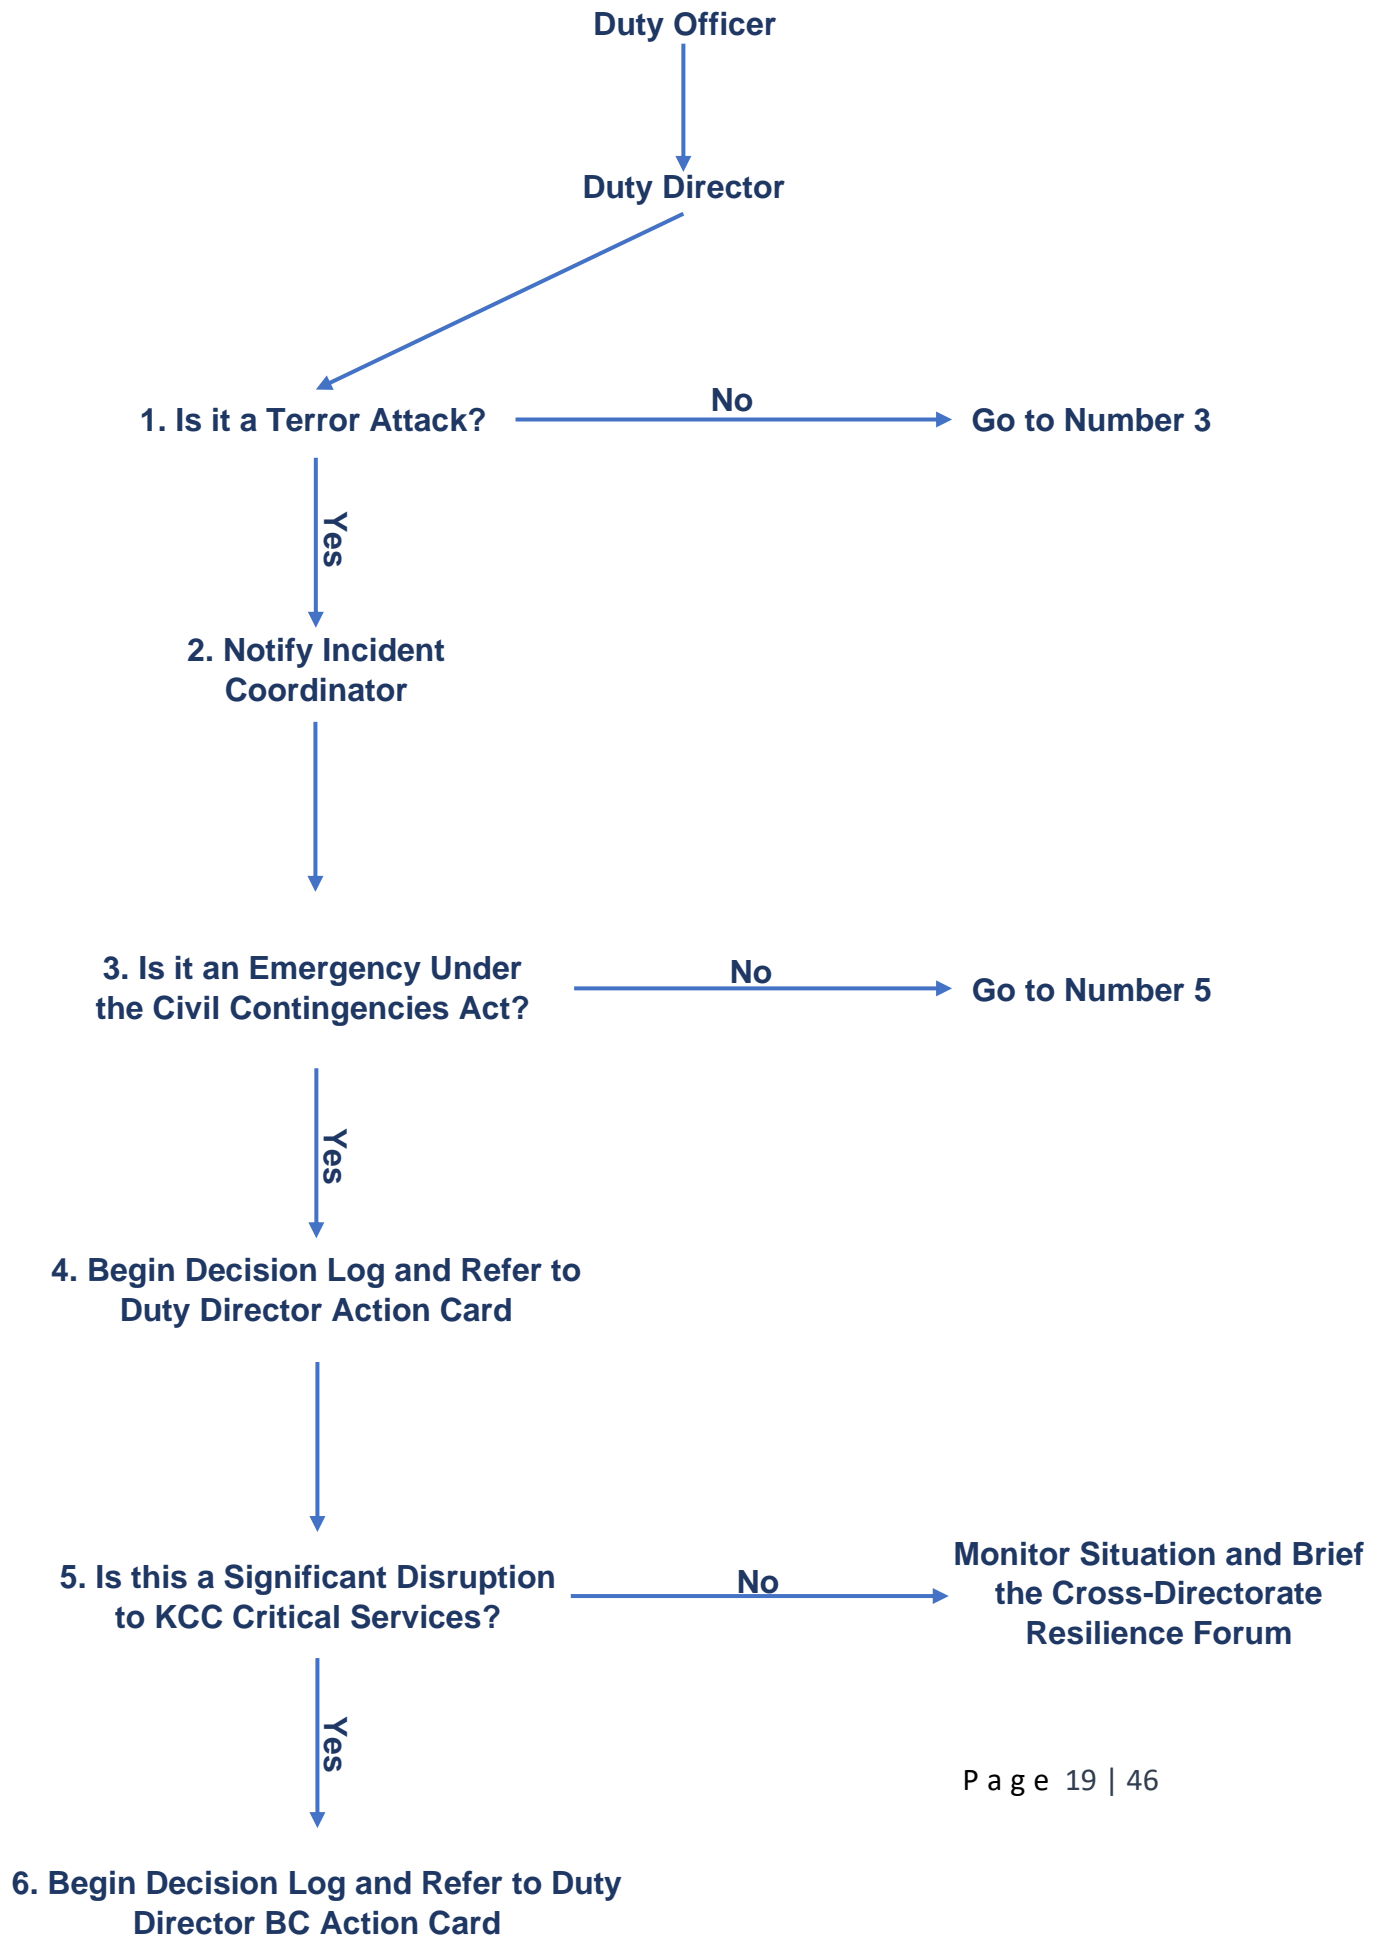 Duty Officer
Duty Director
1. Is it a Terror Attack?
No
Go to Number 3
Yes
2. Notify Incident
Coordinator
3. Is it an Emergency Under
the Civil Contingencies Act?
No
Go to Number 5
Yes
4. Begin Decision Log and Refer to
Duty Director Action Card
5. Is this a Significant Disruption
to KCC Critical Services?
No
Monitor Situation and Brief
the Cross-Directorate
Resilience Forum
Yes
Page 19 | 46
6. Begin Decision Log and Refer to Duty
Director BC Action Card